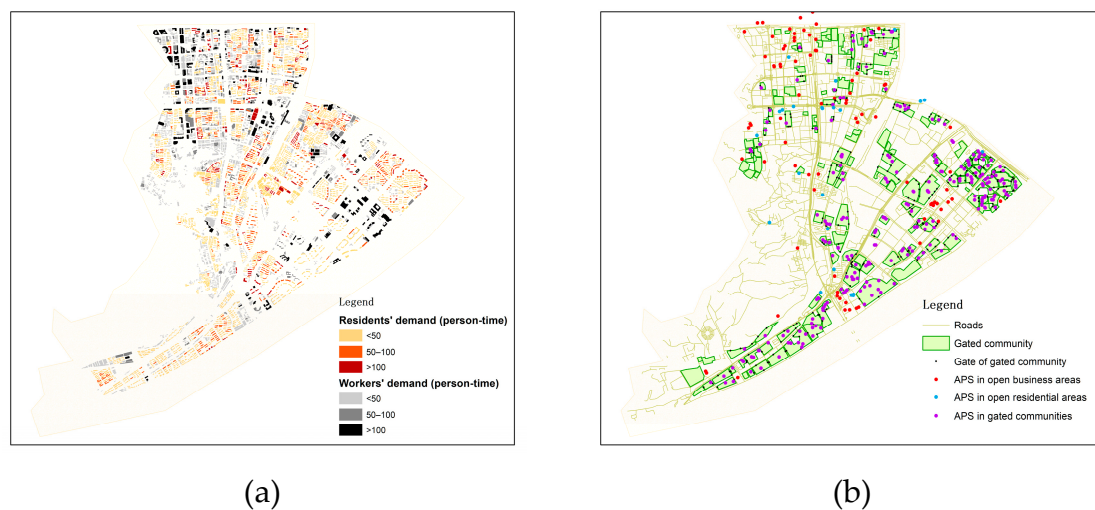 Legend
Residents' demand (person-time)
<50
50–100
>100
Workers' demand (person-time)
<50
50–100
>100
(a)
Legend
Roads
Gated community
Gate of gated community
APS in open business areas
APS in open residential areas
APS in gated communities
(b)